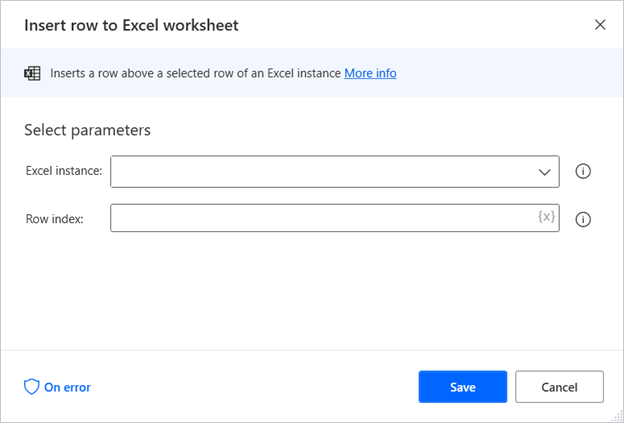 Insert row to Excel worksheet
Inserts a row above a selected row of an Excel instance More info
Select parameters
Excel instance:
Row index:
{x}
On error
Save
Cancel